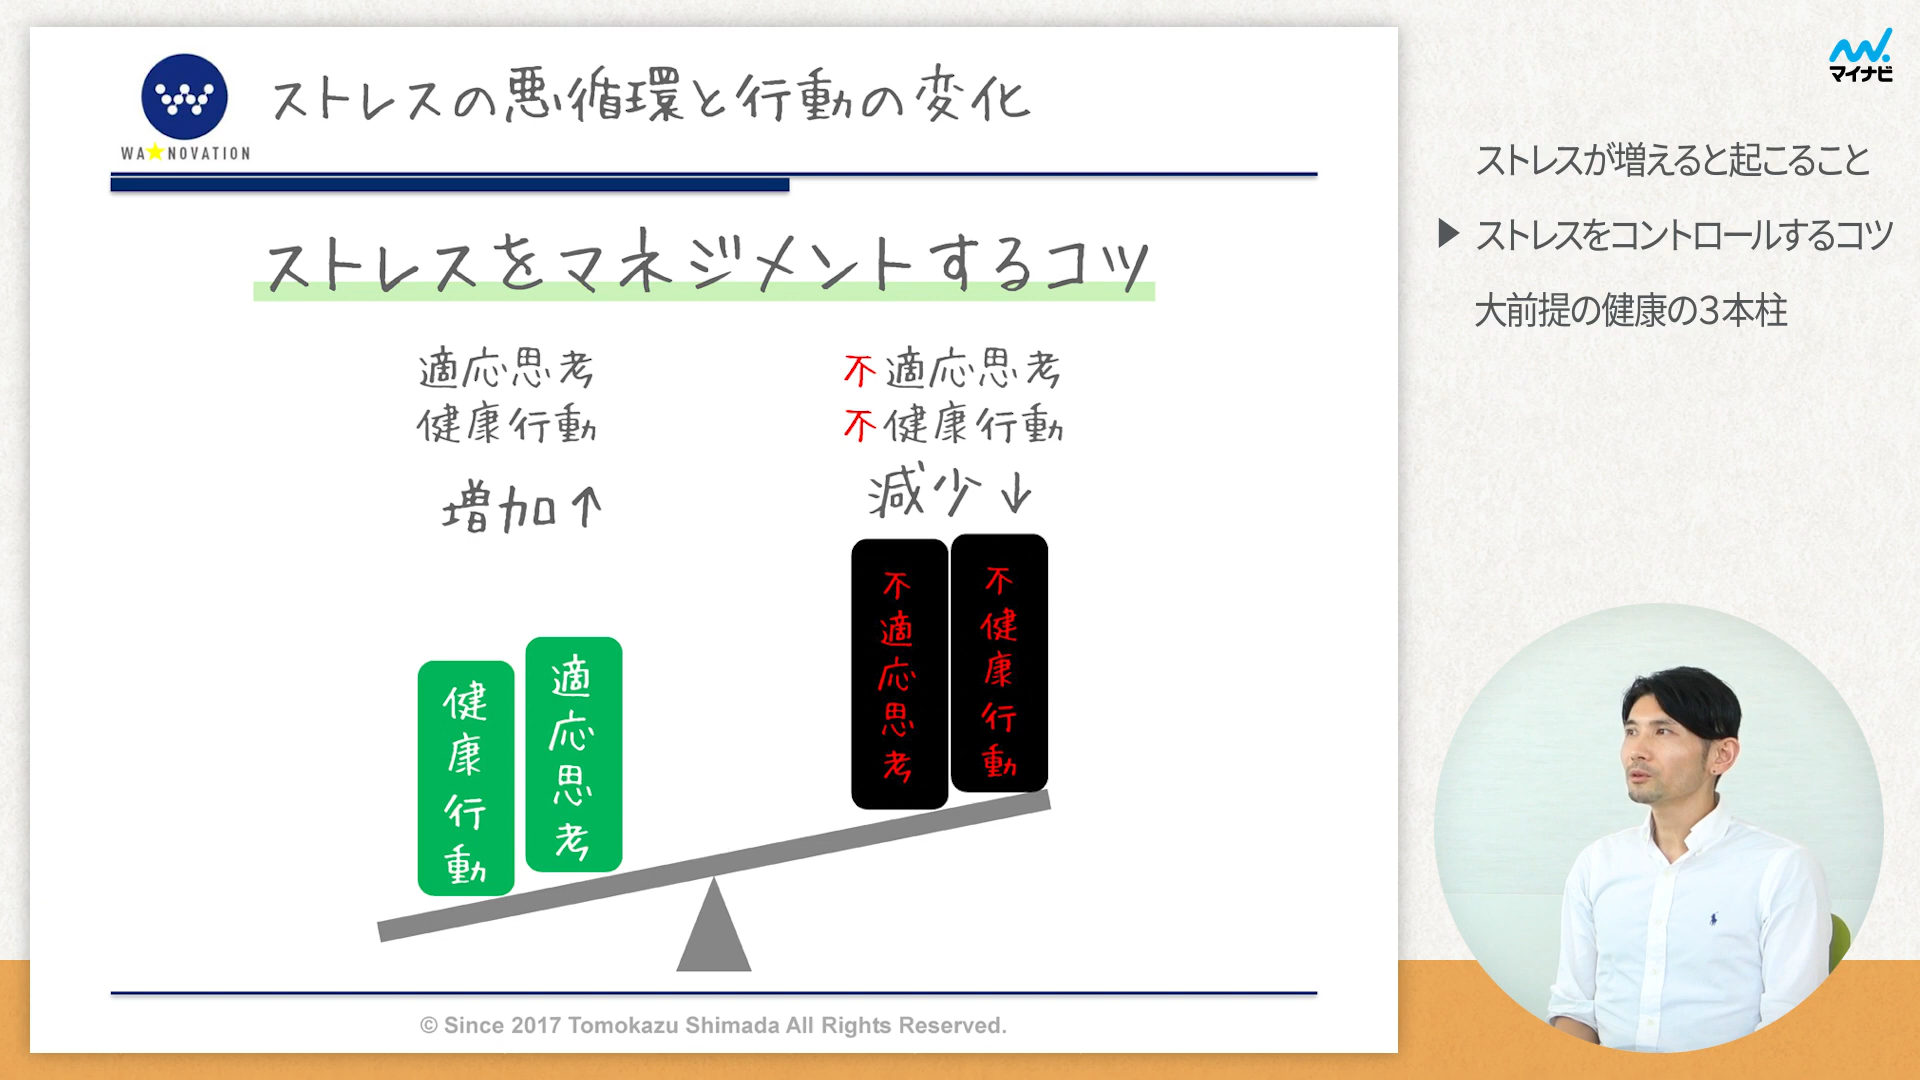 WA★NOVATION
ストレスの悪循環と行動の変化
ストレスをマネジメントするコツ
適応思考
健康行動
増加↑
不適応思考
不健康行動
減少↓
健康行動
適応思考
不適応思考
不健康行動
© Since 2017 Tomokazu Shimada All Rights Reserved.
マイナビ
ストレスが増えると起こること
▶ ストレスをコントロールするコツ
大前提の健康の3本柱